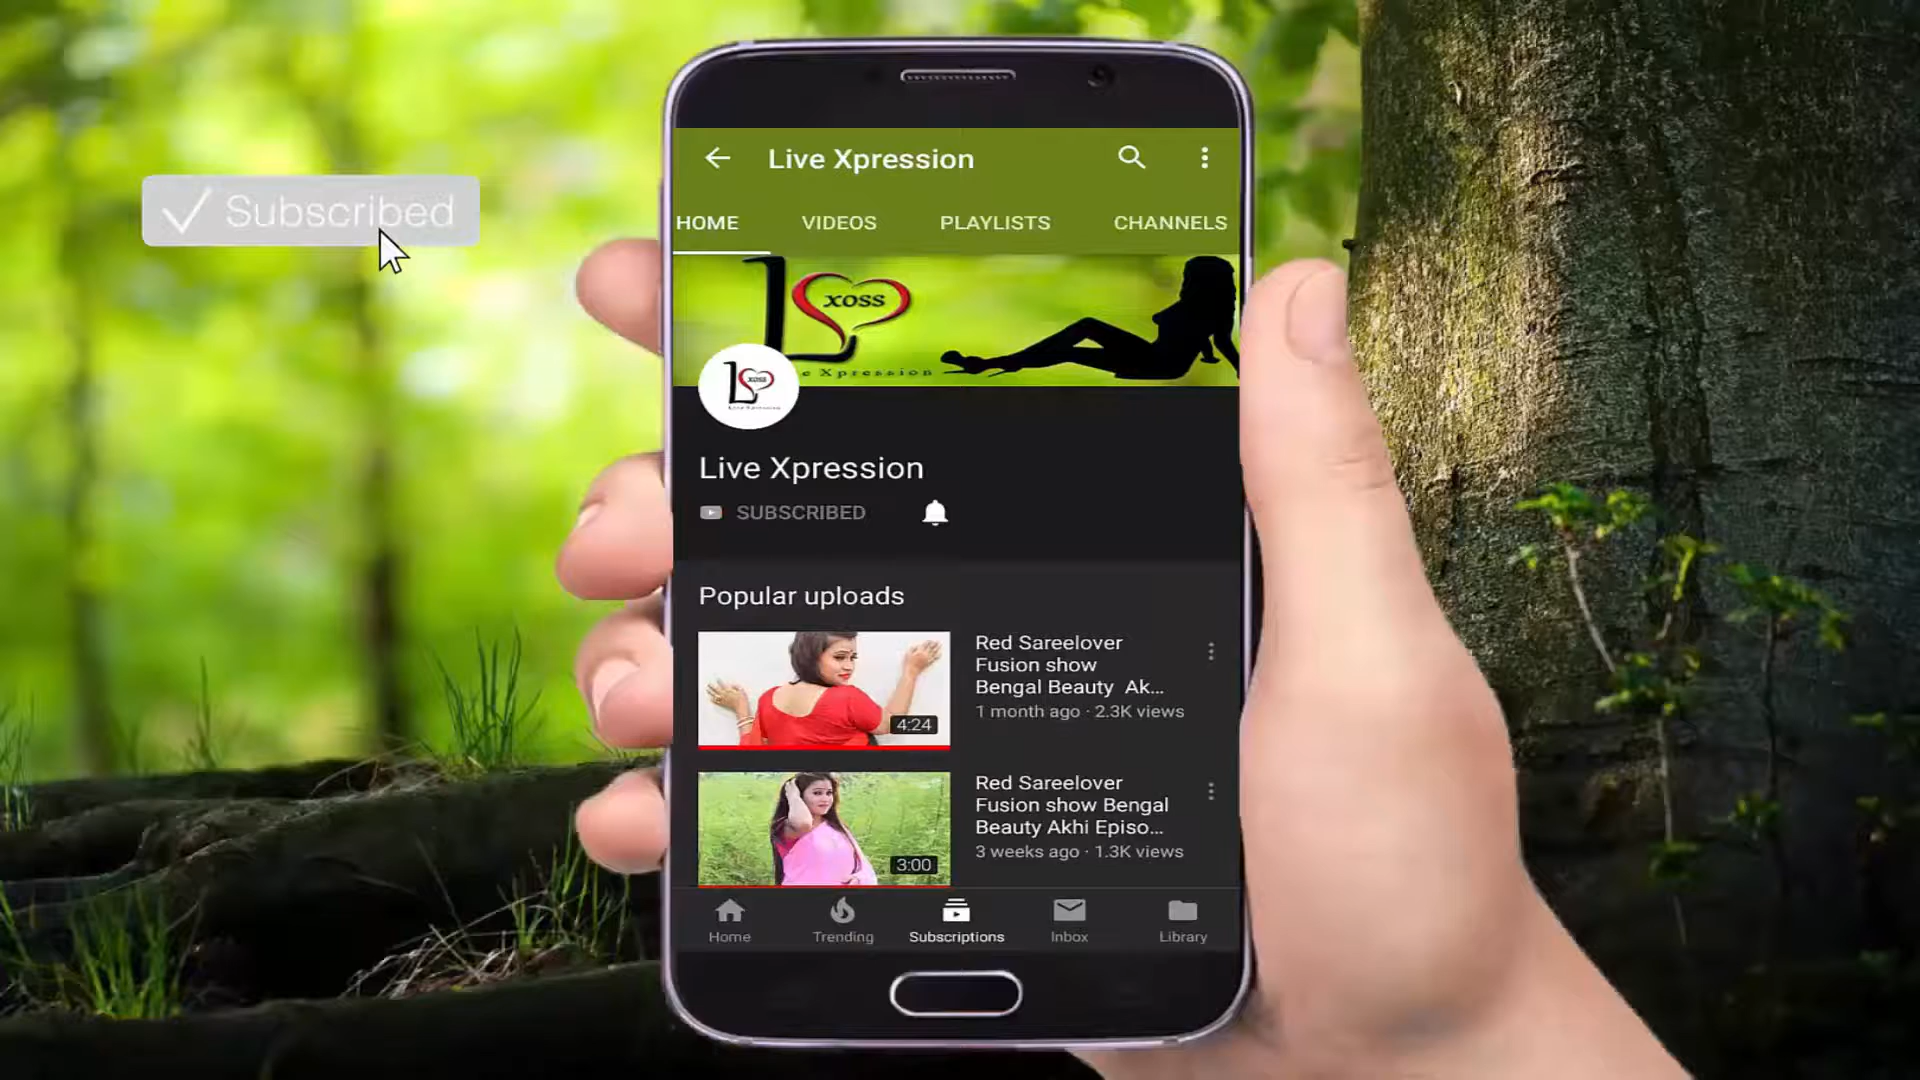 Subscribed
Live Xpression
HOME VIDEOS PLAYLISTS CHANNELS
xoss
e Xpression
xoss
Live Xpression
SUBSCRIBED
Popular uploads
Red Sareelover
Fusion show
Bengal Beauty Ak...
1 month ago · 2.3K views
4:24
Red Sareelover
Fusion show Bengal
Beauty Akhi Episo...
3 weeks ago · 1.3K views
3:00
Home Trending Subscriptions Inbox Library